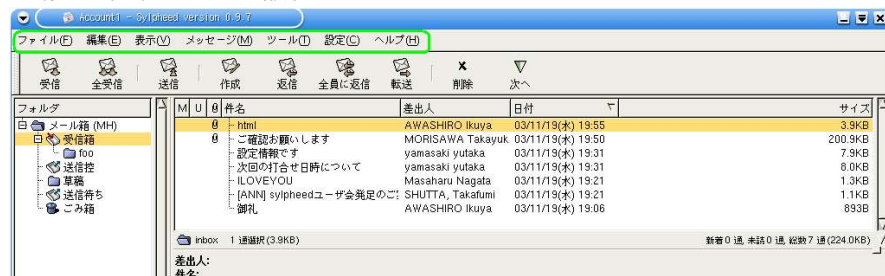 Account1 - Sylpheed version 0.9.7
ファイル(F) 編集(E) 表示(V) メッセージ(M) ツール(T) 設定(C) ヘルプ(H)
受信 全受信 送信 作成 返信 全員に返信 転送 削除 次へ
フォルダ
メール箱 (MH)
受信箱
foo
送信控
草稿
送信待ち
ごみ箱
M U 件名 差出人 日付 サイズ
html AWASHIRO Ikuya 03/11/19(水) 19:55 3.9KB
ご確認お願いします MORISAWA Takayuk 03/11/19(水) 19:50 200.9KB
設定情報です yamasaki yutaka 03/11/19(水) 19:31 7.9KB
次回の打合せ日時について yamasaki yutaka 03/11/19(水) 19:31 8.0KB
ILOVEYOU Masaharu Nagata 03/11/19(水) 19:21 1.3KB
[ANN] sylpheedユーザ会発足のご SHUTTA, Takafumi 03/11/19(水) 19:21 1.1KB
御礼 AWASHIRO Ikuya 03/11/19(水) 19:06 893B
inbox 1 通選択(3.9KB) 新着0 通, 未読0 通, 総数7 通(224.0KB)
差出人:
件名: